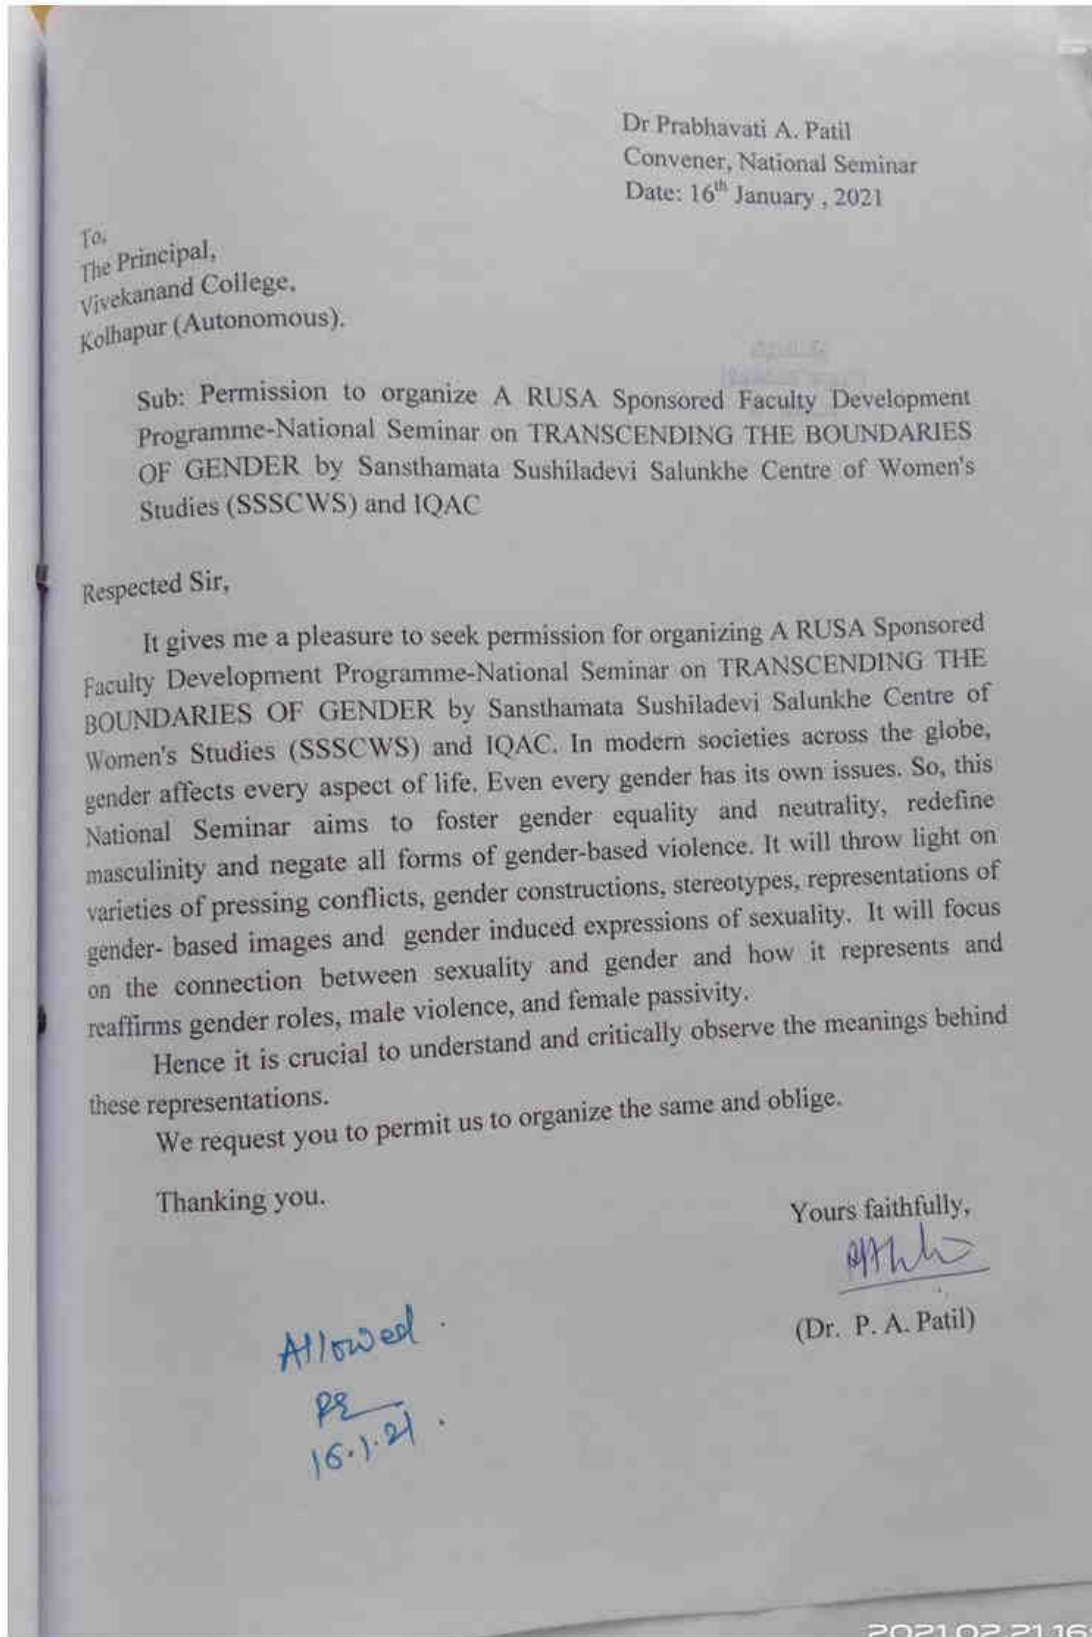 Dr Prabhavati A. Patil
Convener, National Seminar
Date: 16th January , 2021
To,
The Principal,
Vivekanand College,
Kolhapur (Autonomous).
Sub: Permission to organize A RUSA Sponsored Faculty Development
Programme-National Seminar on TRANSCENDING THE BOUNDARIES
OF GENDER by Sansthamata Sushiladevi Salunkhe Centre of Women's
Studies (SSSCWS) and IQAC
Respected Sir,
It gives me a pleasure to seek permission for organizing A RUSA Sponsored
Faculty Development Programme-National Seminar on TRANSCENDING THE
BOUNDARIES OF GENDER by Sansthamata Sushiladevi Salunkhe Centre of
Women's Studies (SSSCWS) and IQAC. In modern societies across the globe,
gender affects every aspect of life. Even every gender has its own issues. So, this
National Seminar aims to foster gender equality and neutrality, redefine
masculinity and negate all forms of gender-based violence. It will throw light on
varieties of pressing conflicts, gender constructions, stereotypes, representations of
gender- based images and gender induced expressions of sexuality. It will focus
on the connection between sexuality and gender and how it represents and
reaffirms gender roles, male violence, and female passivity.
Hence it is crucial to understand and critically observe the meanings behind
these representations.
We request you to permit us to organize the same and oblige.
Thanking you.
Yours faithfully,
(Dr. P. A. Patil)
Allowed.
16.1.21.
2021.02.21 16